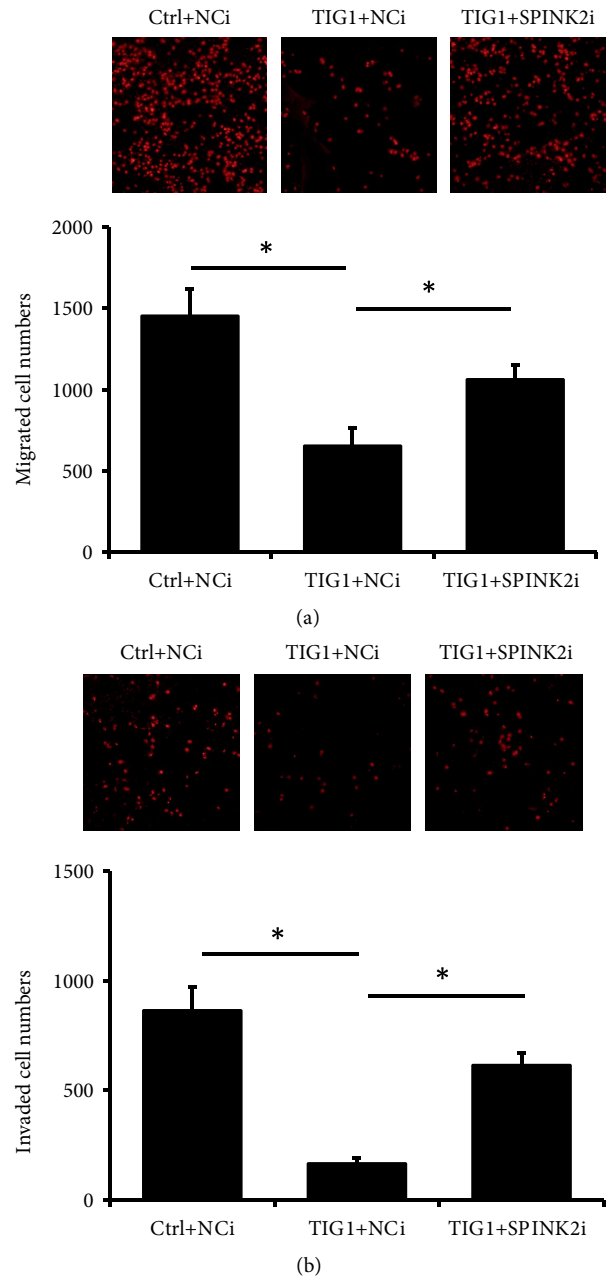 Ctrl+NCi TIG1+NCi TIG1+SPINK2i
2000
1500
1000
500
0
Migrated cell numbers
* *
Ctrl+NCi TIG1+NCi TIG1+SPINK2i
(a)
Ctrl+NCi TIG1+NCi TIG1+SPINK2i
1500
1000
500
0
Invaded cell numbers
* *
Ctrl+NCi TIG1+NCi TIG1+SPINK2i
(b)